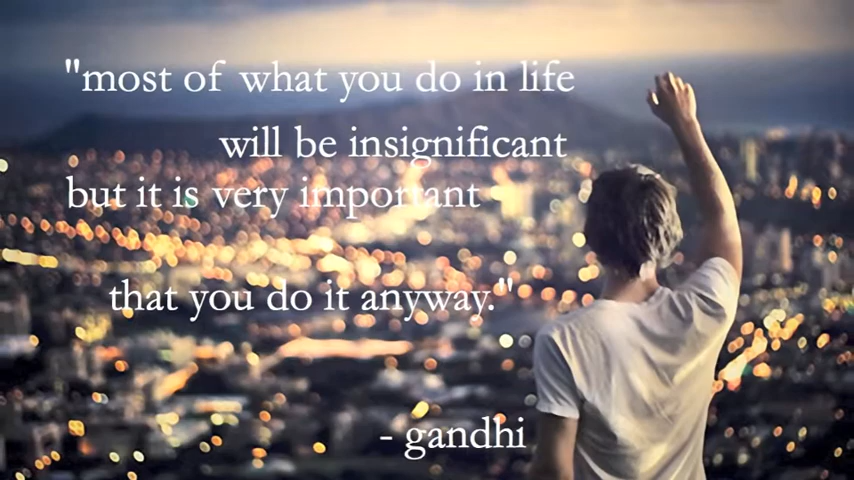 "most of what you do in life
will be insignificant
but it is very important
that you do it anyway."
- gandhi